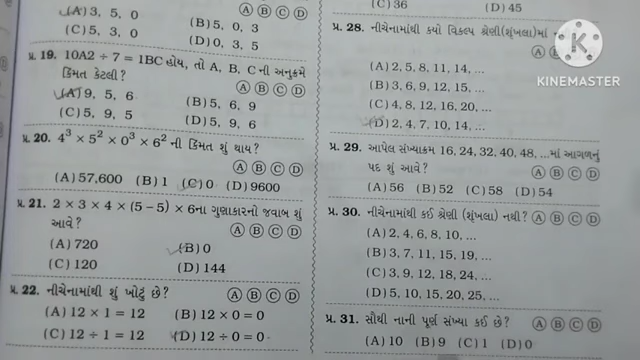 (A) 3, 5, 0
(B) 5, 0, 3
(C) 5, 3, 0
(D) 0, 3, 5
Ⓐ Ⓑ Ⓒ Ⓓ
પ્ર. 19. 10A2 ÷ 7 = 1BC હોય, તો A, B, C ની અનુક્રમે
કિંમત કેટલી?
Ⓐ Ⓑ Ⓒ Ⓓ
(A) 9, 5, 6
(B) 5, 6, 9
(C) 5, 9, 5
(D) 5, 9, 6
પ્ર. 20. 4³ × 5² × 0³ × 6² ની કિંમત શું થાય?
Ⓐ Ⓑ Ⓒ Ⓓ
(A) 57,600 (B) 1 (C) 0 (D) 9600
પ્ર. 21. 2 × 3 × 4 × (5 – 5) × 6ના ગુણાકારનો જવાબ શું
આવે?
Ⓐ Ⓑ Ⓒ Ⓓ
(A) 720
(B) 0
(C) 120
(D) 144
પ્ર. 22. નીચેનામાંથી શું ખોટું છે?
Ⓐ Ⓑ Ⓒ Ⓓ
(A) 12 × 1 = 12
(B) 12 × 0 = 0
(C) 12 ÷ 1 = 12
(D) 12 ÷ 0 = 0
(C) 36
(D) 45
પ્ર. 28. નીચેનામાંથી કયો વિકલ્પ શ્રેણી(શૃંખલા)માં
(A) 2, 5, 8, 11, 14, ...
(B) 3, 6, 9, 12, 15, ...
(C) 4, 8, 12, 16, 20, ...
(D) 2, 4, 7, 10, 14, ...
પ્ર. 29. આપેલ સંખ્યાક્રમ 16, 24, 32, 40, 48, ...માં આગળનું
પદ શું આવે?
Ⓐ Ⓑ Ⓒ Ⓓ
(A) 56 (B) 52 (C) 58 (D) 54
પ્ર. 30. નીચેનામાંથી કઈ શ્રેણી (શૃંખલા) નથી? Ⓐ Ⓑ Ⓒ Ⓓ
(A) 2, 4, 6, 8, 10, ...
(B) 3, 7, 11, 15, 19, ...
(C) 3, 9, 12, 18, 24, ...
(D) 5, 10, 15, 20, 25, ...
પ્ર. 31. સૌથી નાની પૂર્ણ સંખ્યા કઈ છે? Ⓐ Ⓑ Ⓒ Ⓓ
(A) 10 (B) 9 (C) 1 (D) 0
KINEMASTER